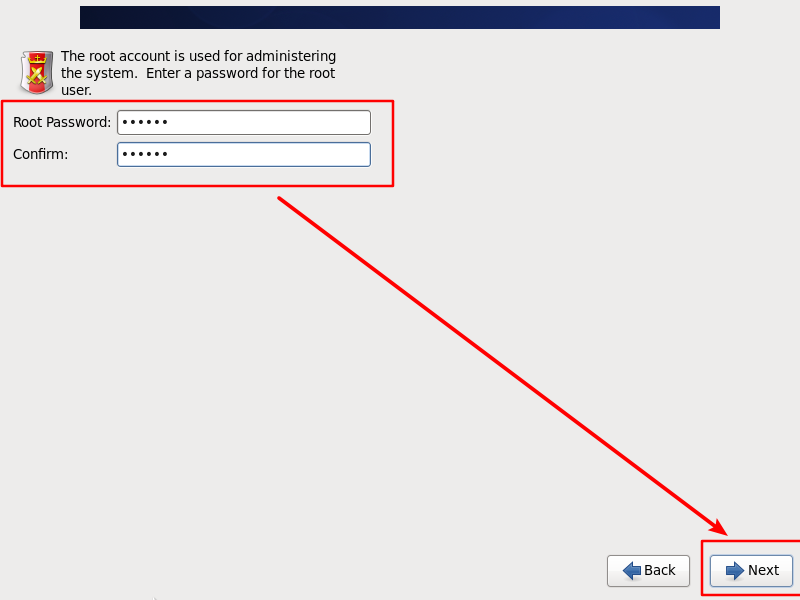 The root account is used for administering
the system.  Enter a password for the root
user.
Root Password: ••••••
Confirm: ••••••
Back Next